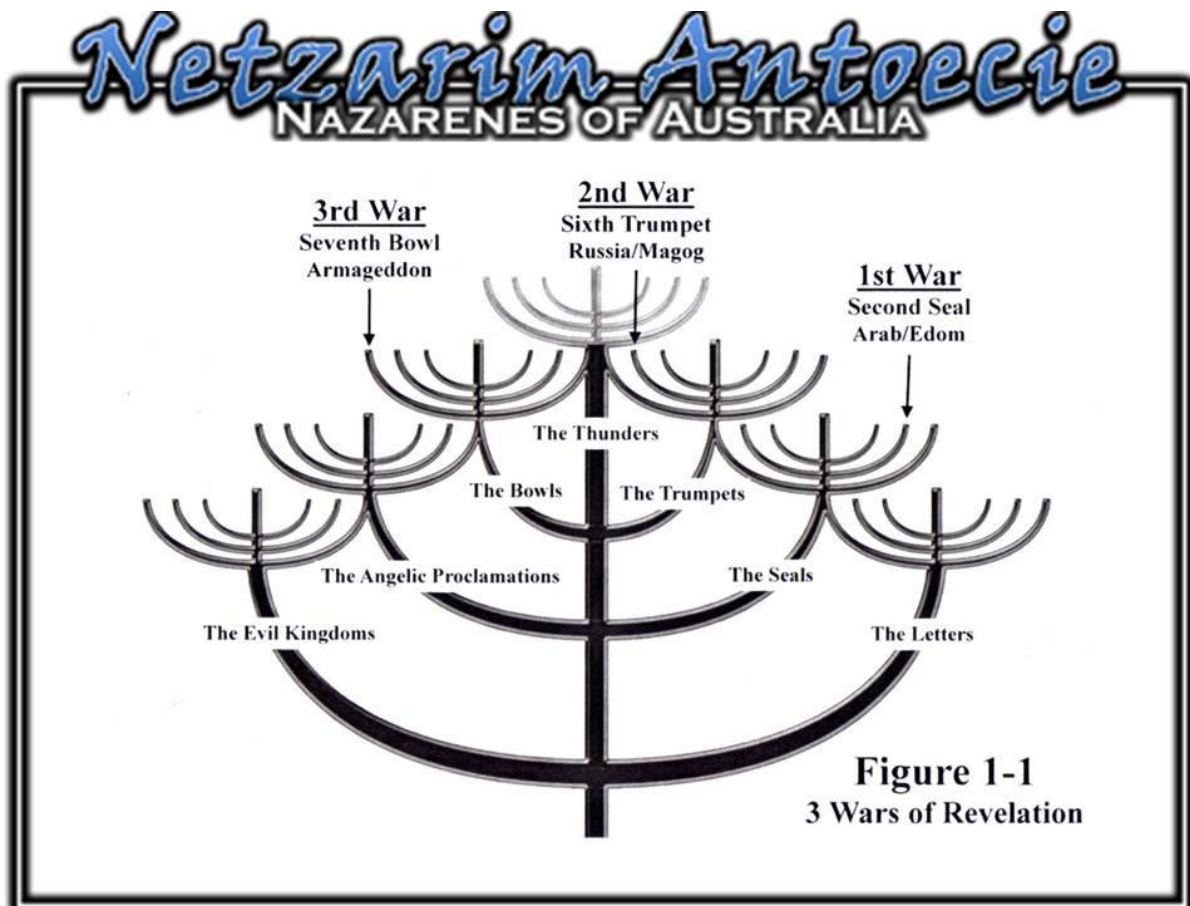 Netzarim Antoecie
NAZARENES OF AUSTRALIA
3rd War
Seventh Bowl
Armageddon
2nd War
Sixth Trumpet
Russia/Magog
1st War
Second Seal
Arab/Edom
The Thunders
The Bowls
The Trumpets
The Angelic Proclamations
The Seals
The Evil Kingdoms
The Letters
Figure 1-1
3 Wars of Revelation